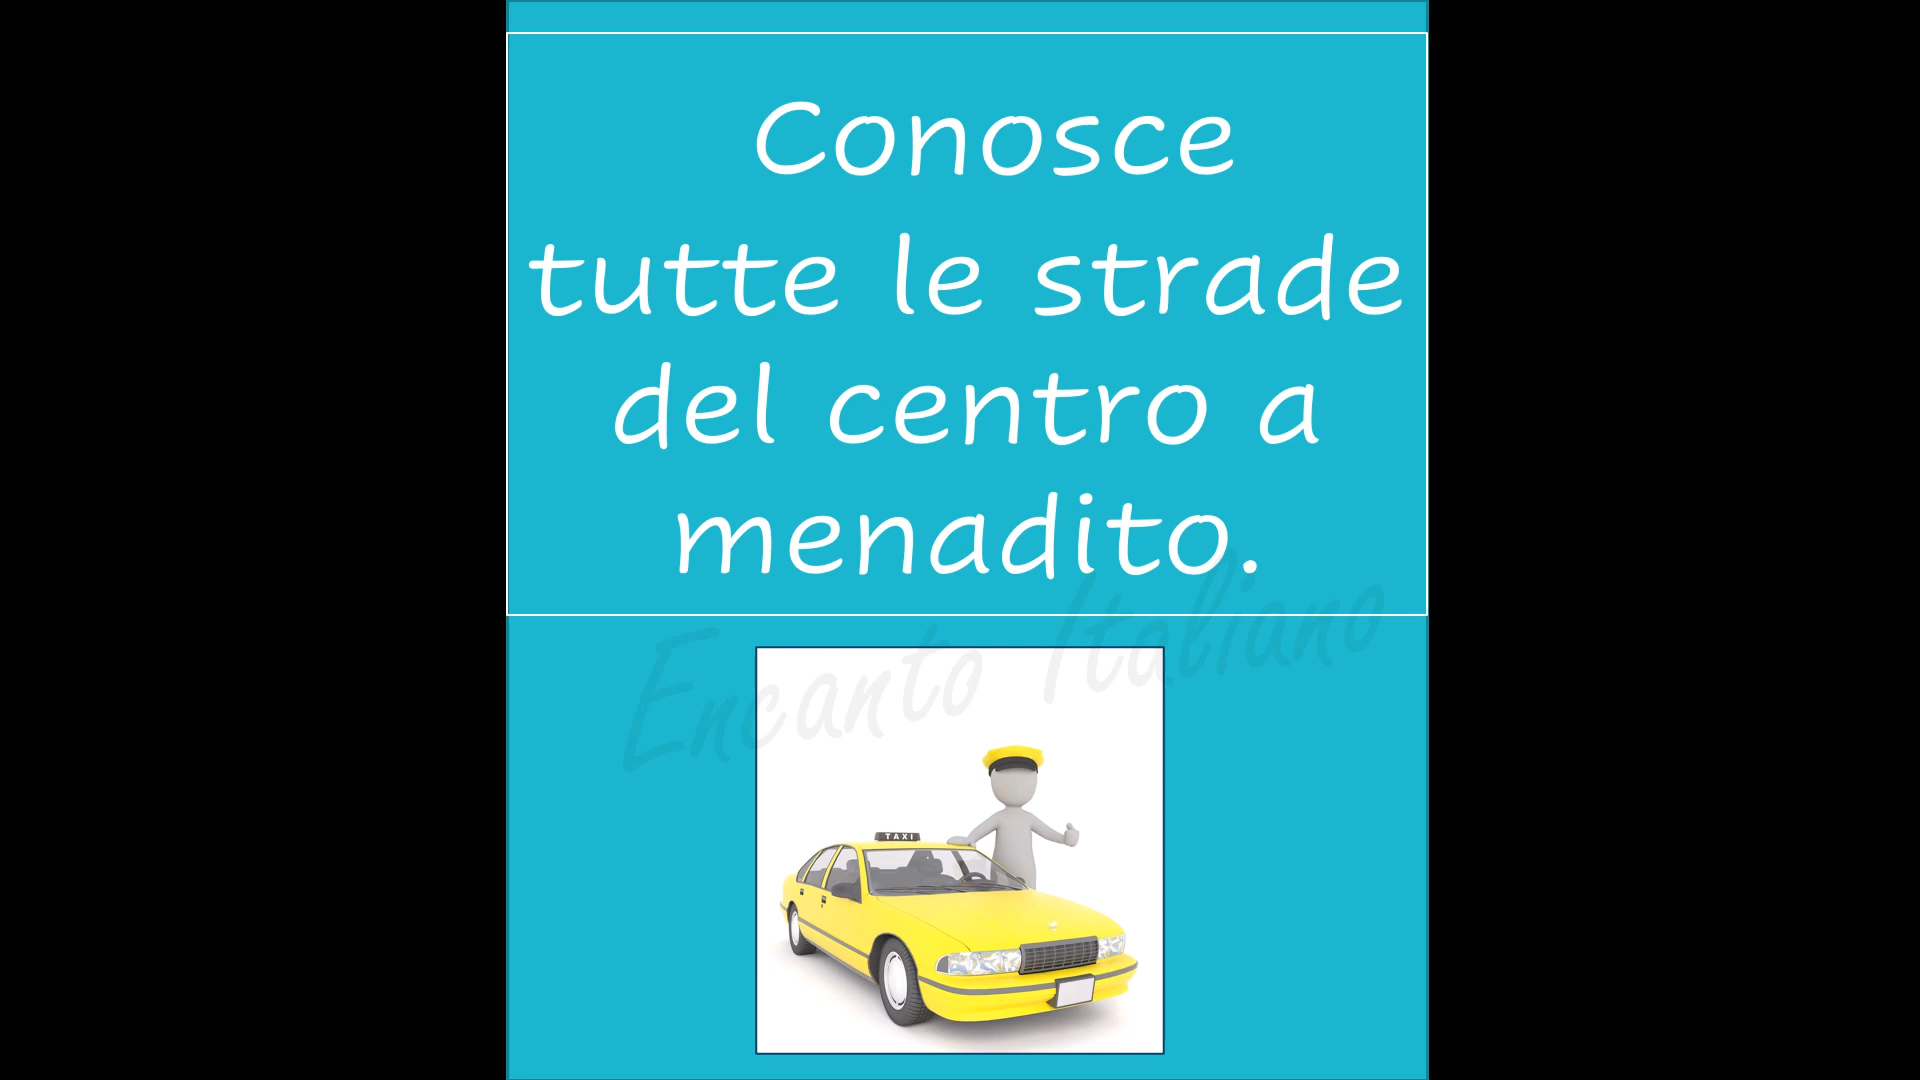 Conosce
tutte le strade
del centro a
menadito.
Encanto Italiano
TAXI